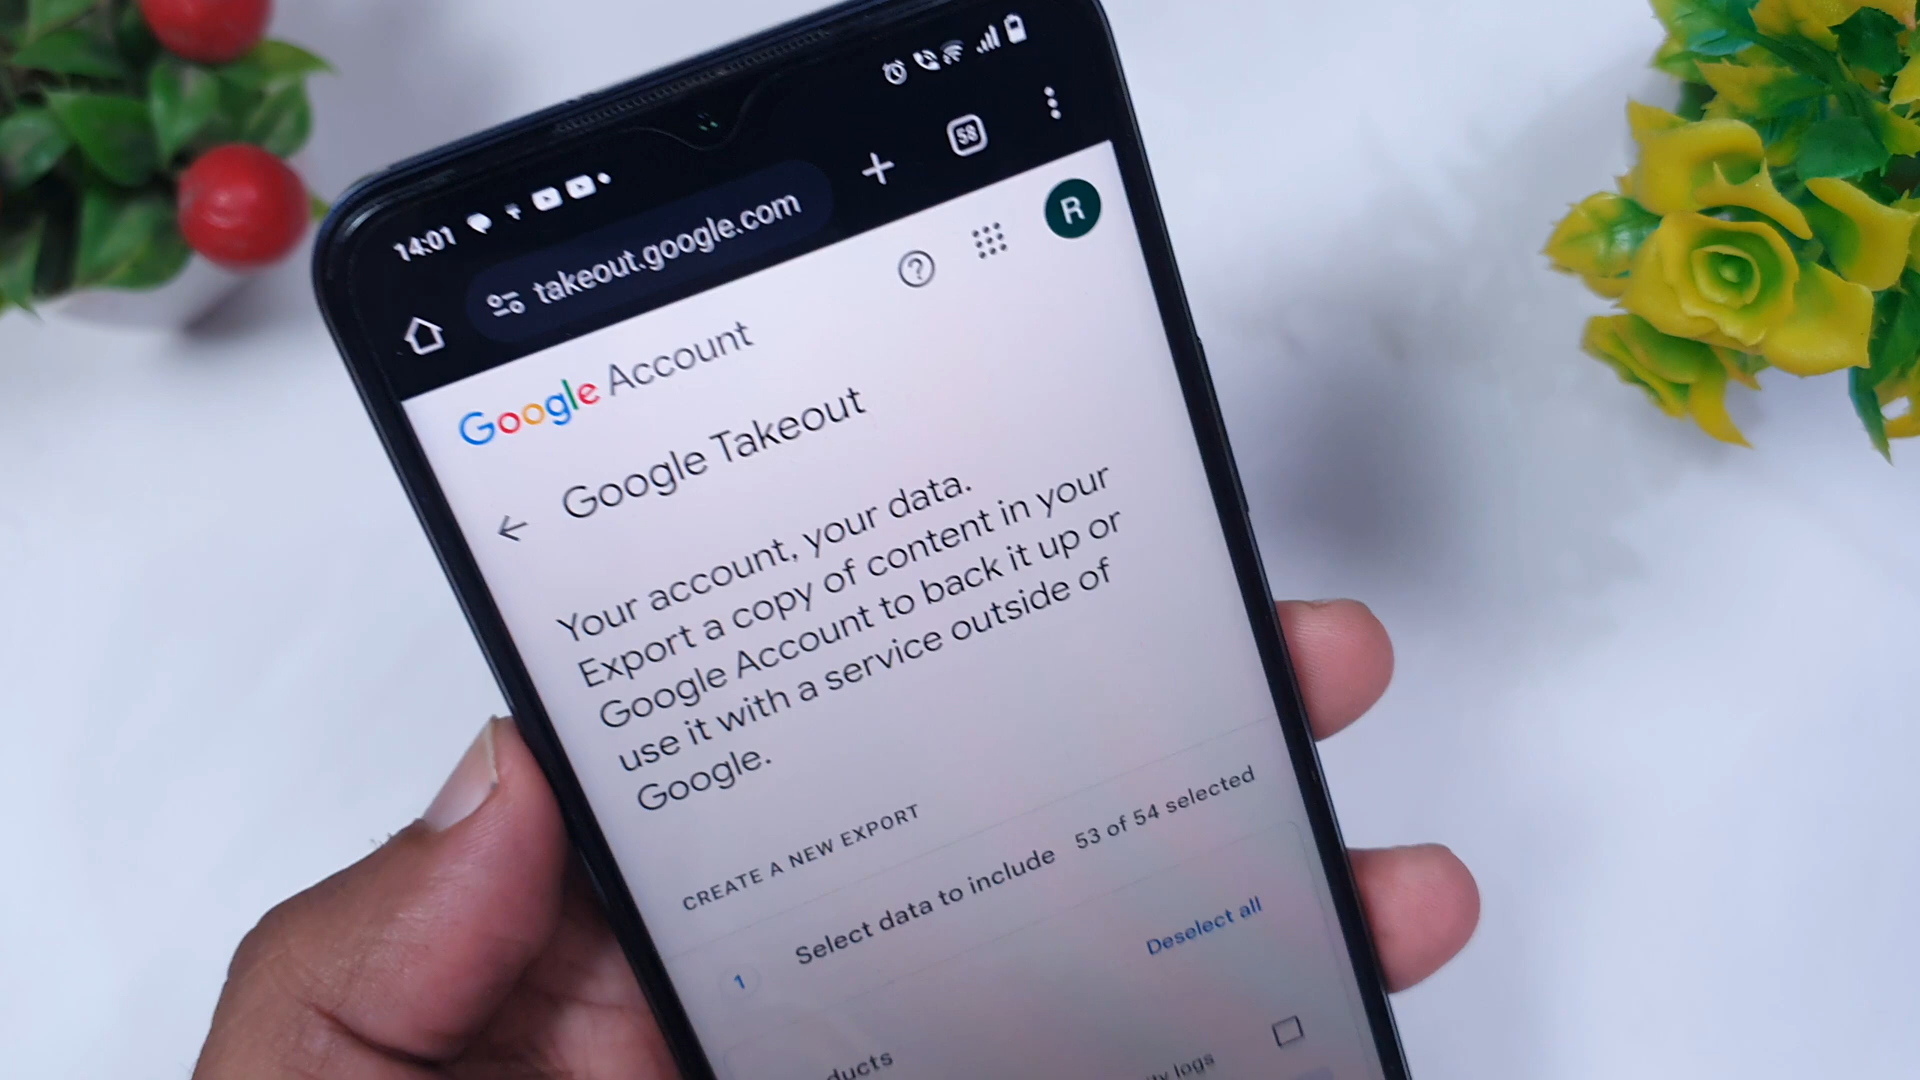 14:01
takeout.google.com
58
R
Google Account
Google Takeout
Your account, your data.
Export a copy of content in your
Google Account to back it up or
use it with a service outside of
Google.
CREATE A NEW EXPORT
1 Select data to include 53 of 54 selected
Deselect all
logs